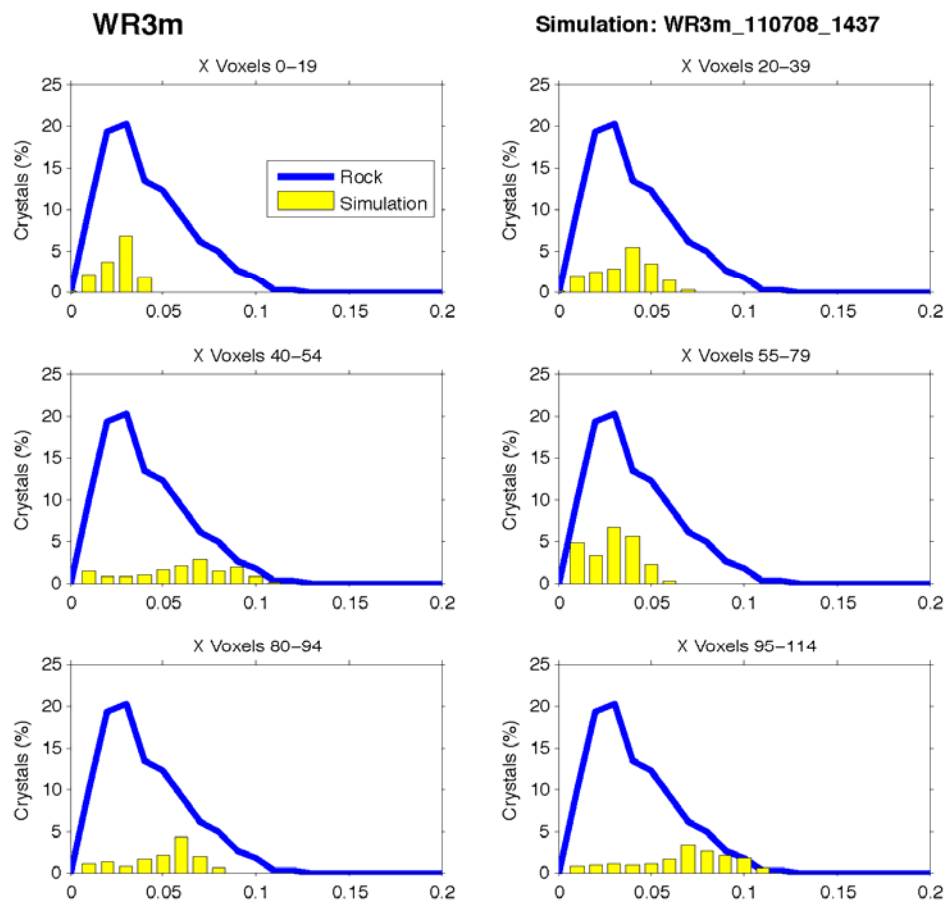 WR3m
Simulation: WR3m_110708_1437
X Voxels 0–19
25
20
15
10
5
0
Crystals (%)
Rock
Simulation
0 0.05 0.1 0.15 0.2
X Voxels 20–39
25
20
15
10
5
0
Crystals (%)
0 0.05 0.1 0.15 0.2
X Voxels 40–54
25
20
15
10
5
0
Crystals (%)
0 0.05 0.1 0.15 0.2
X Voxels 55–79
25
20
15
10
5
0
Crystals (%)
0 0.05 0.1 0.15 0.2
X Voxels 80–94
25
20
15
10
5
0
Crystals (%)
0 0.05 0.1 0.15 0.2
X Voxels 95–114
25
20
15
10
5
0
Crystals (%)
0 0.05 0.1 0.15 0.2